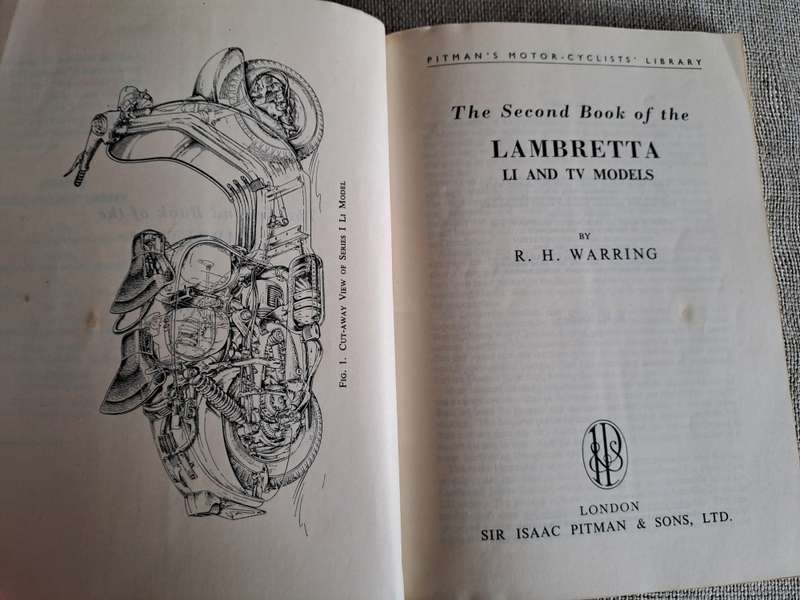 Fig. 1. Cut-away View of Series I Li Model
PITMAN'S MOTOR-CYCLISTS' LIBRARY
The Second Book of the
LAMBRETTA
LI AND TV MODELS
BY
R. H. WARRING
LONDON
SIR ISAAC PITMAN & SONS, LTD.